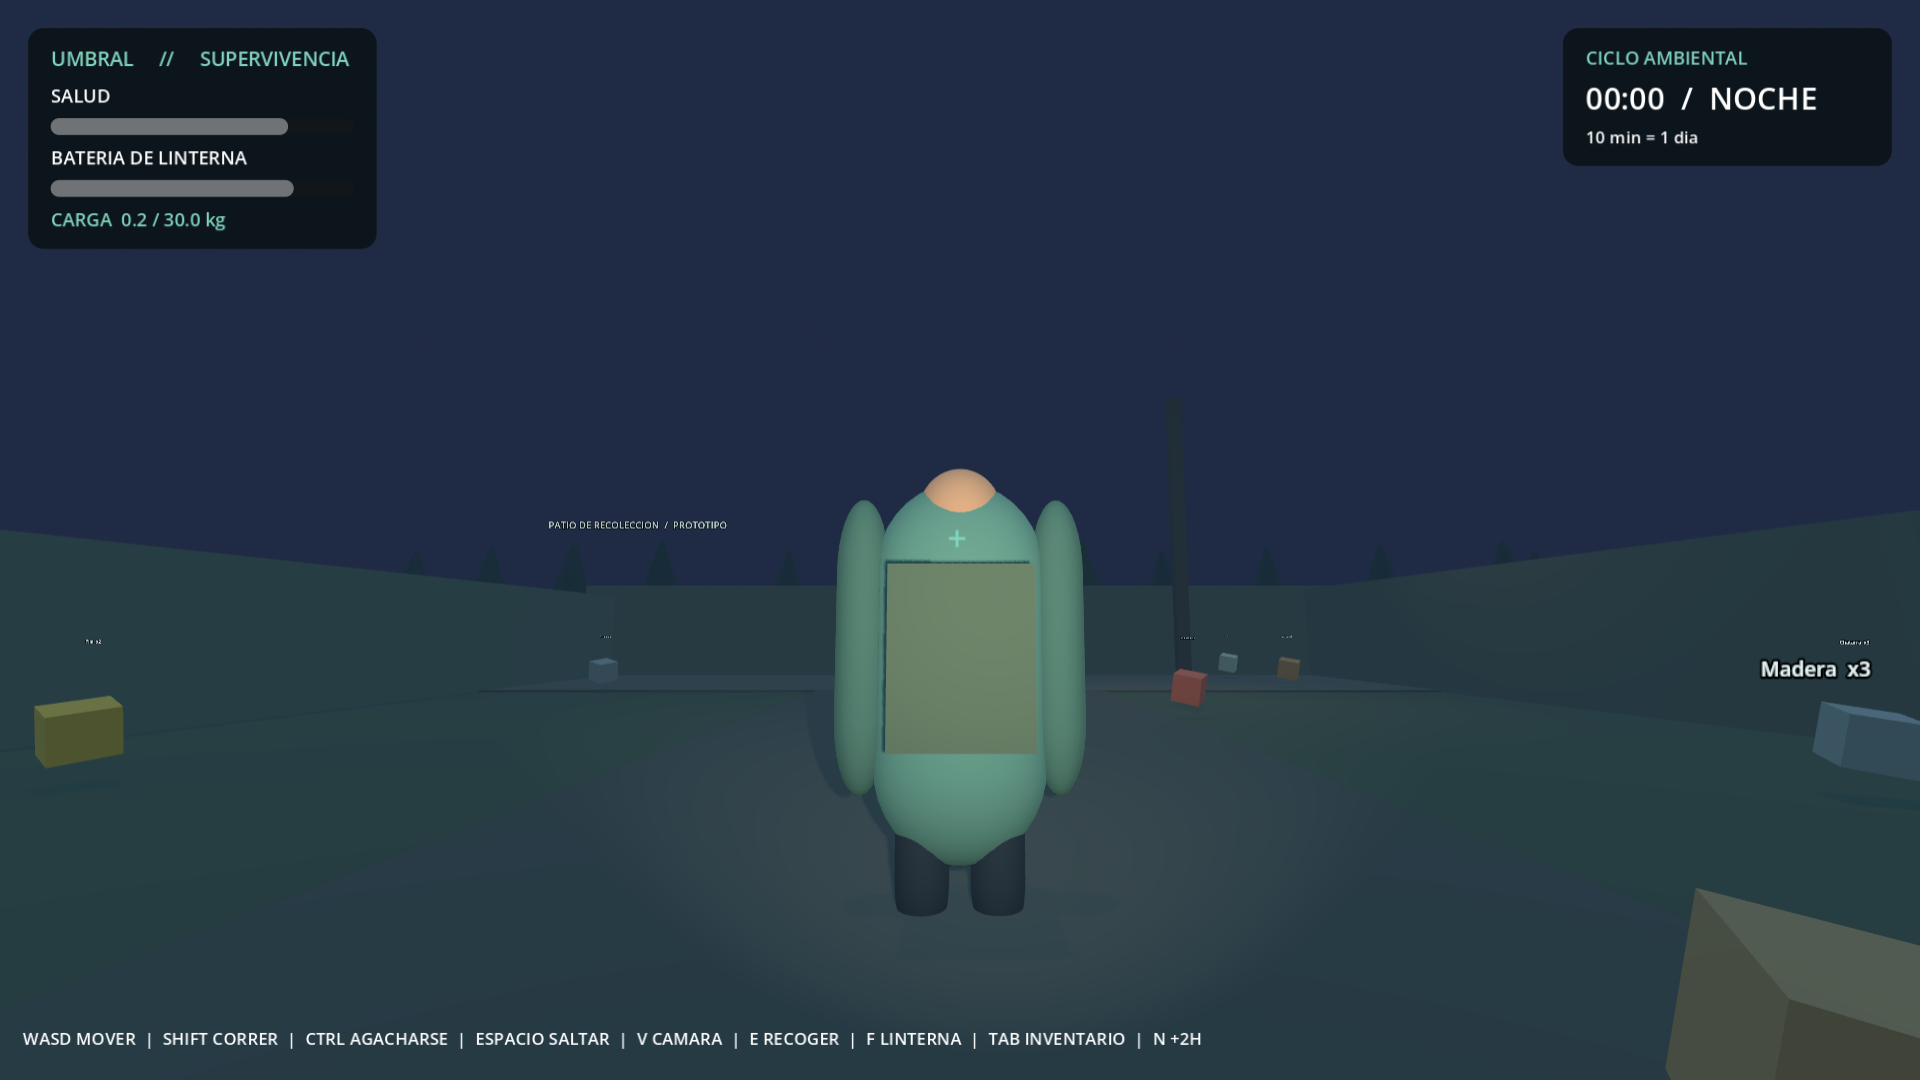 UMBRAL // SUPERVIVENCIA
SALUD
BATERIA DE LINTERNA
CARGA 0.2 / 30.0 kg
CICLO AMBIENTAL
00:00 / NOCHE
10 min = 1 dia
PATIO DE RECOLECCION / PROTOTIPO
Madera x3
WASD MOVER | SHIFT CORRER | CTRL AGACHARSE | ESPACIO SALTAR | V CAMARA | E RECOGER | F LINTERNA | TAB INVENTARIO | N +2H